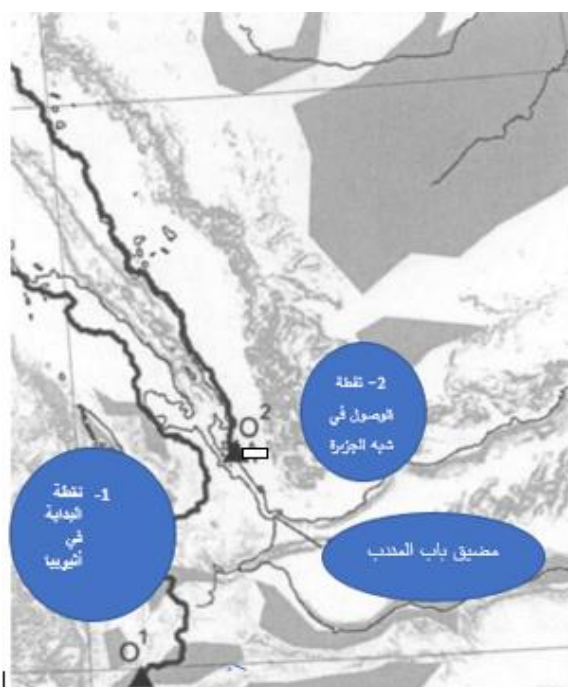 O²
2- نقطة
الوصول في
شبه الجزيرة
1- نقطة
البداية
في
أثيوبيا
مضيق باب المندب
O¹